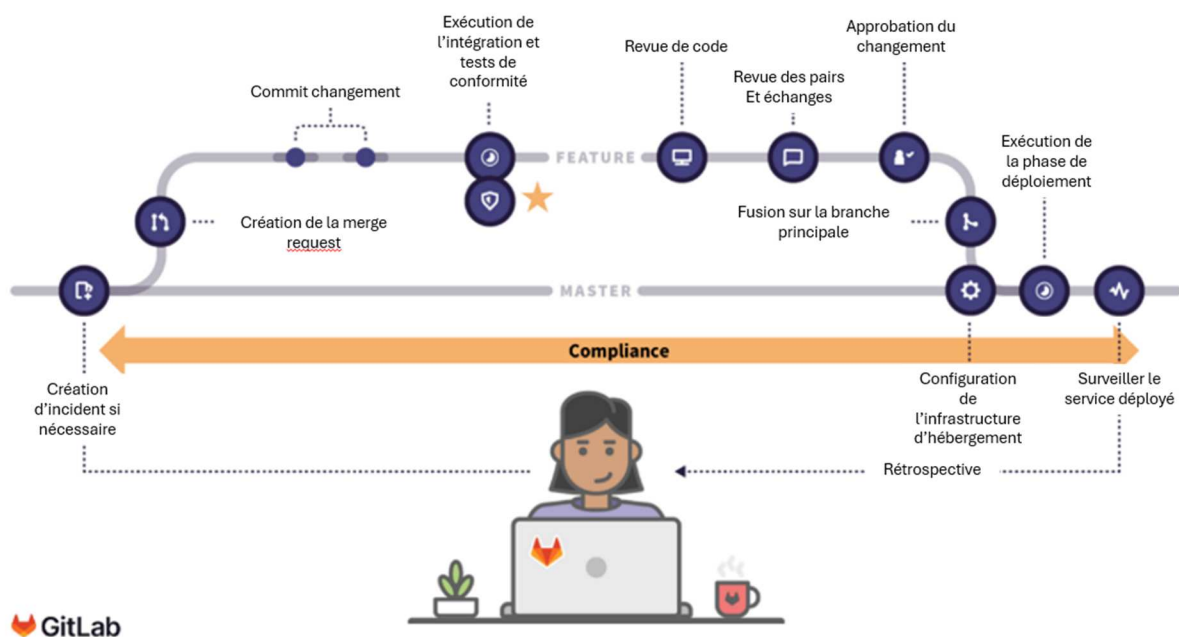 Exécution de
l'intégration et
tests de
conformité
Revue de code
Approbation du
changement
Revue des pairs
Et échanges
Commit changement
Exécution de
la phase de
déploiement
FEATURE
Création de la merge
request
Fusion sur la branche
principale
MASTER
Compliance
Création
d'incident si
nécessaire
Configuration
de
l'infrastructure
d'hébergement
Surveiller le
service déployé
Rétrospective
GitLab